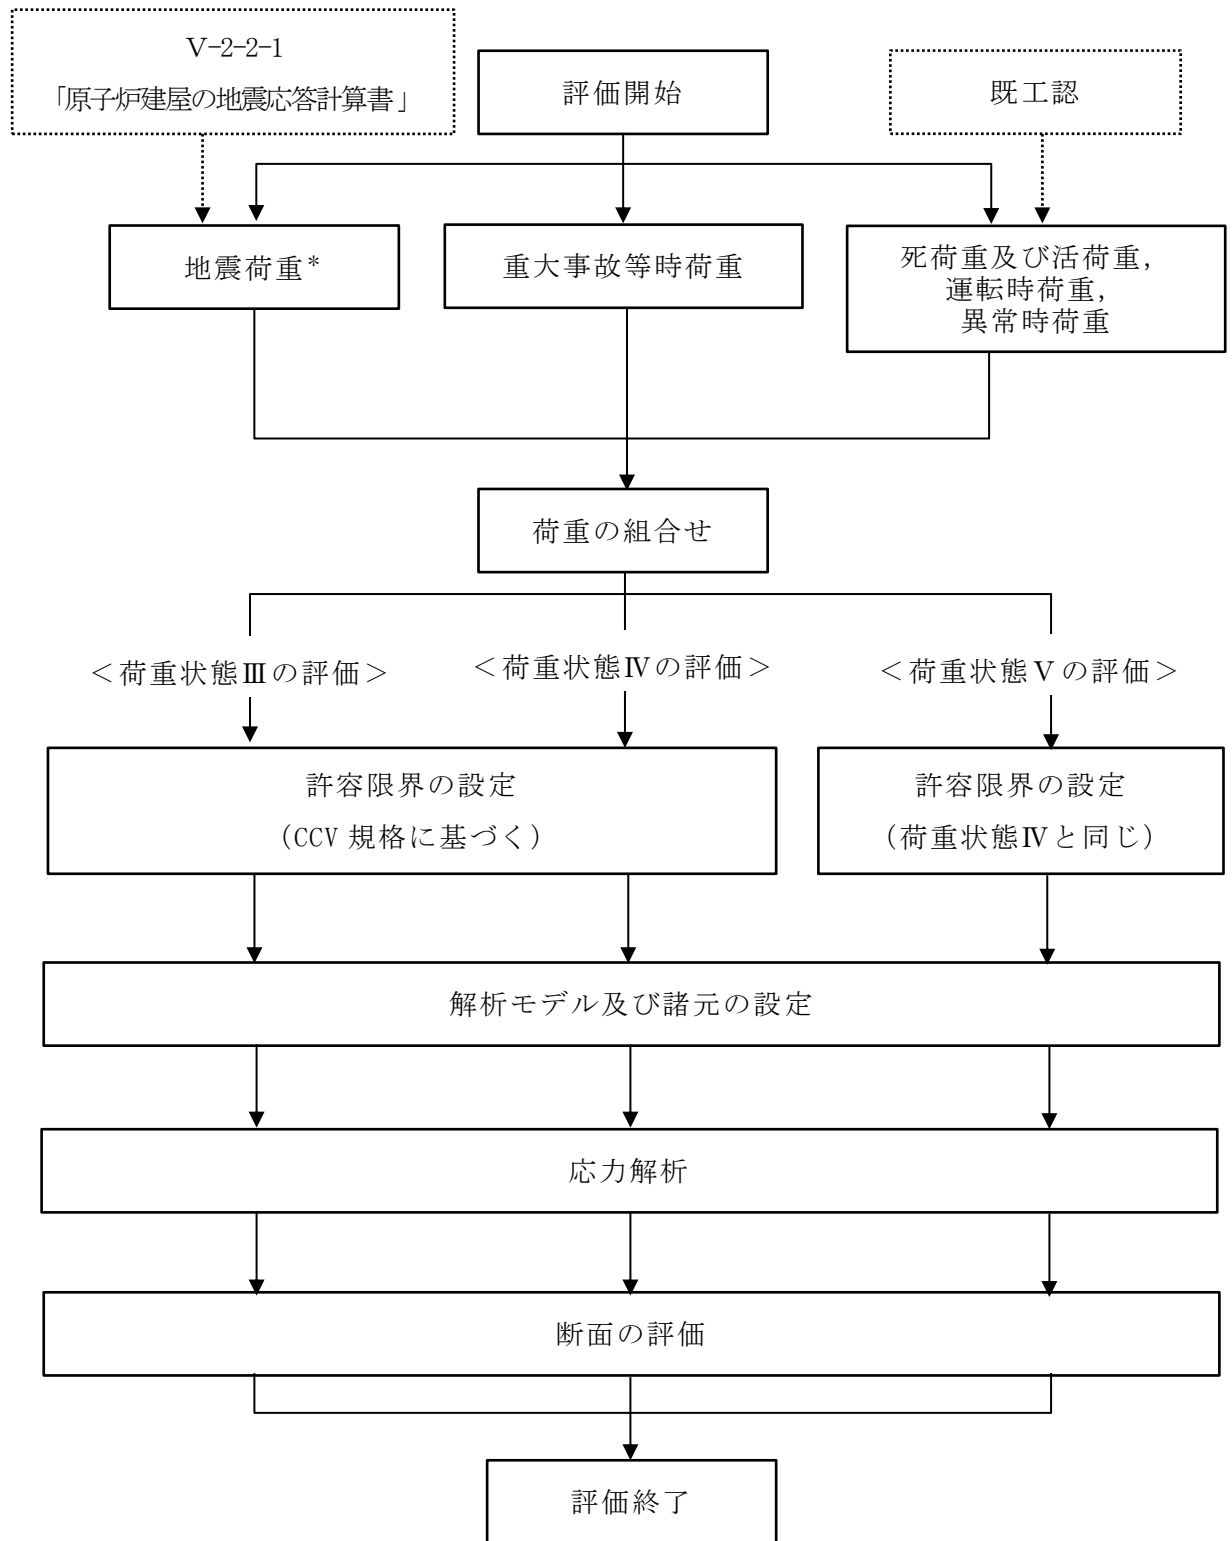 Ⅴ-2-2-1
「原子炉建屋の地震応答計算書」
評価開始
既工認
地震荷重*
重大事故等時荷重
死荷重及び活荷重,
運転時荷重,
異常時荷重
荷重の組合せ
＜荷重状態Ⅲの評価＞
＜荷重状態Ⅳの評価＞
＜荷重状態Ⅴの評価＞
許容限界の設定
（CCV 規格に基づく）
許容限界の設定
（荷重状態Ⅳと同じ）
解析モデル及び諸元の設定
応力解析
断面の評価
評価終了